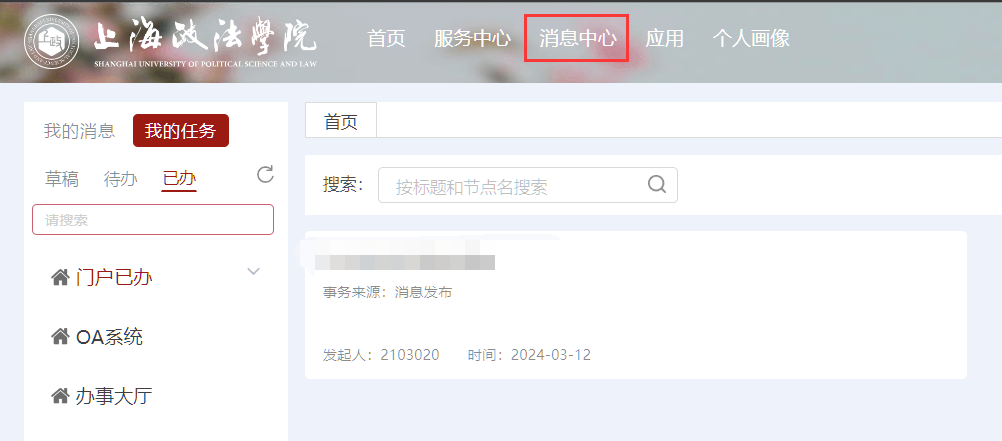 上海政法學院
SHANGHAI UNIVERSITY OF POLITICAL SCIENCE AND LAW
首页 服务中心 消息中心 应用 个人画像
我的消息 我的任务
草稿 待办 已办
请搜索
门户已办
OA系统
办事大厅
首页
搜索： 按标题和节点名搜索
事务来源：消息发布
发起人：2103020 时间：2024-03-12